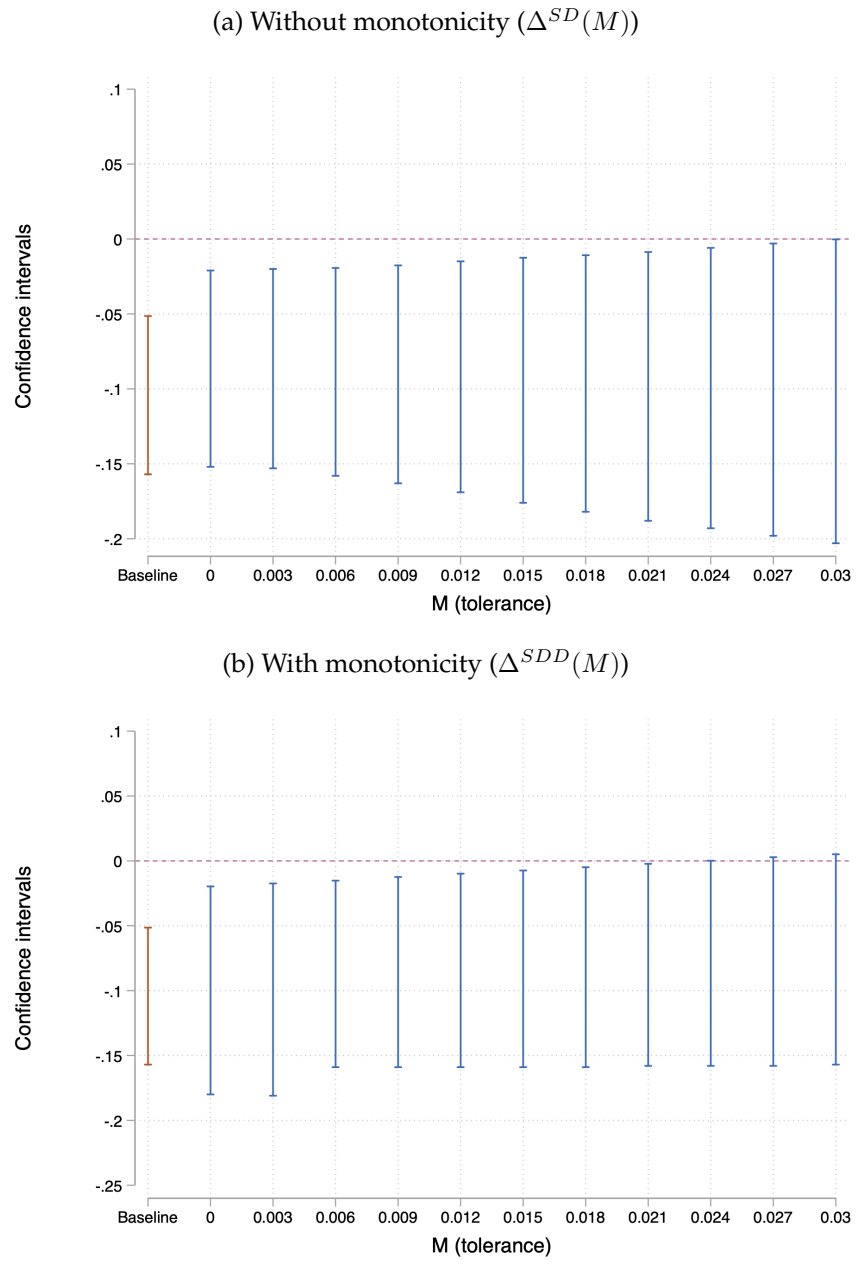 (a) Without monotonicity (Δ^{SD}(M))
.1
.05
0
-.05
-.1
-.15
-.2
Confidence intervals
Baseline 0 0.003 0.006 0.009 0.012 0.015 0.018 0.021 0.024 0.027 0.03
M (tolerance)
(b) With monotonicity (Δ^{SDD}(M))
.1
.05
0
-.05
-.1
-.15
-.2
-.25
Confidence intervals
Baseline 0 0.003 0.006 0.009 0.012 0.015 0.018 0.021 0.024 0.027 0.03
M (tolerance)